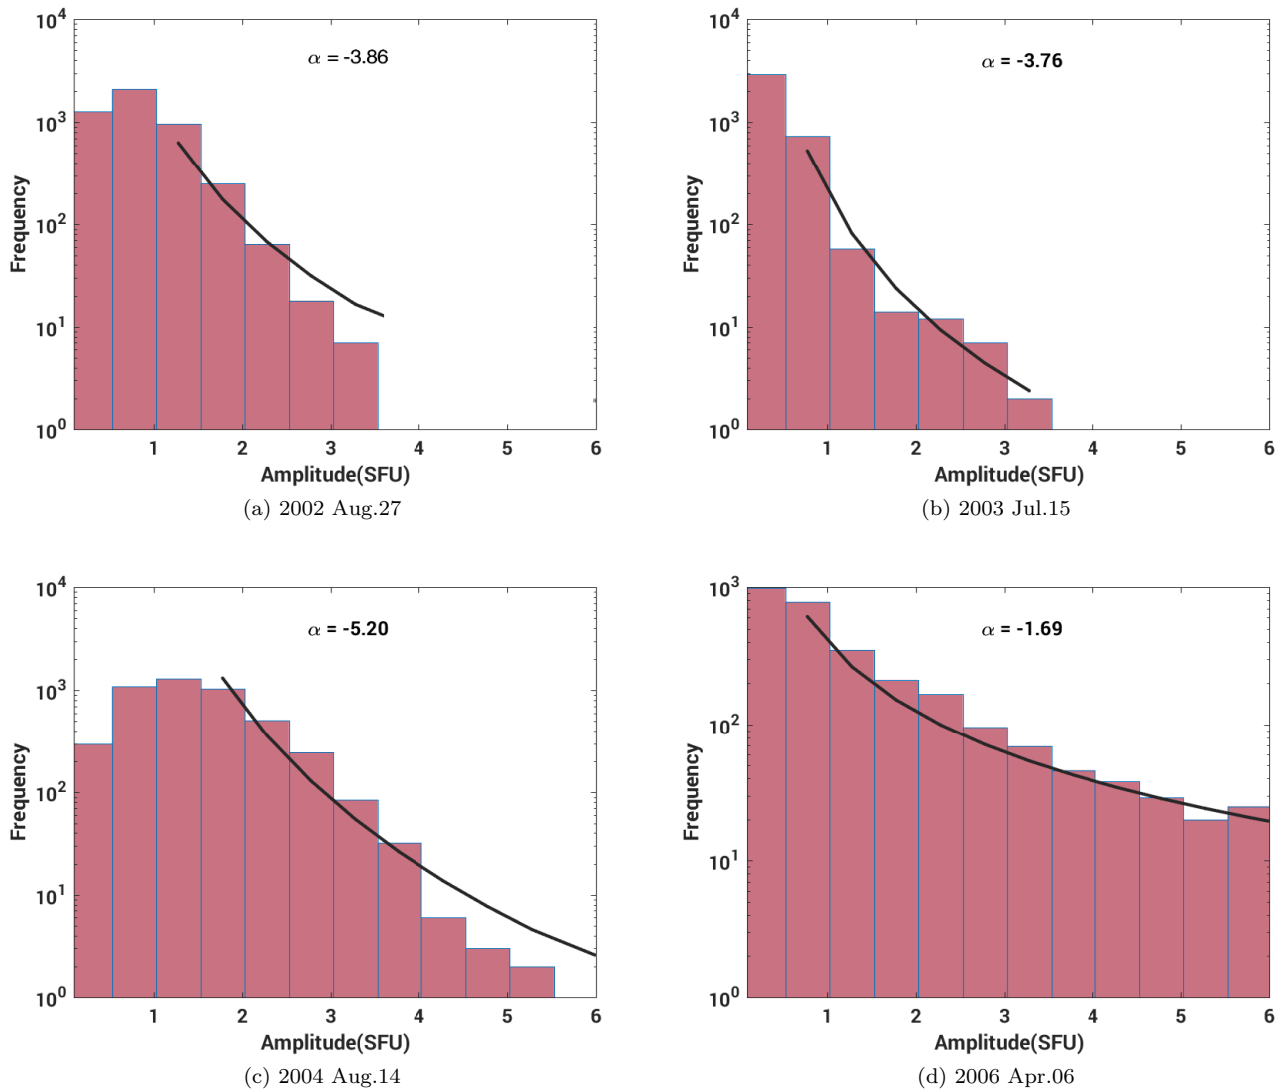 α = -3.86
10^4
10^3
10^2
10^1
10^0
Frequency
1 2 3 4 5 6
Amplitude(SFU)
(a) 2002 Aug.27
α = -3.76
10^4
10^3
10^2
10^1
10^0
Frequency
1 2 3 4 5 6
Amplitude(SFU)
(b) 2003 Jul.15
α = -5.20
10^4
10^3
10^2
10^1
10^0
Frequency
1 2 3 4 5 6
Amplitude(SFU)
(c) 2004 Aug.14
α = -1.69
10^3
10^2
10^1
10^0
Frequency
1 2 3 4 5 6
Amplitude(SFU)
(d) 2006 Apr.06